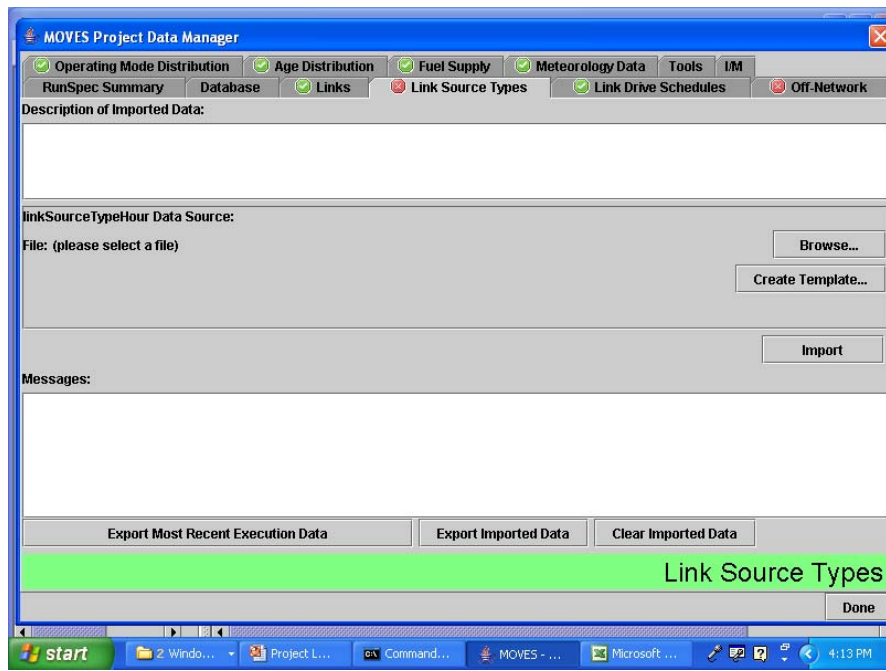 MOVES Project Data Manager
Operating Mode Distribution Age Distribution Fuel Supply Meteorology Data Tools I/M
RunSpec Summary Database Links Link Source Types Link Drive Schedules Off-Network
Description of Imported Data:
linkSourceTypeHour Data Source:
File: (please select a file) Browse...
Create Template...
Import
Messages:
Export Most Recent Execution Data Export Imported Data Clear Imported Data
Link Source Types
Done
start 2 Windo... Project L... Command... MOVES - ... Microsoft ... 4:13 PM